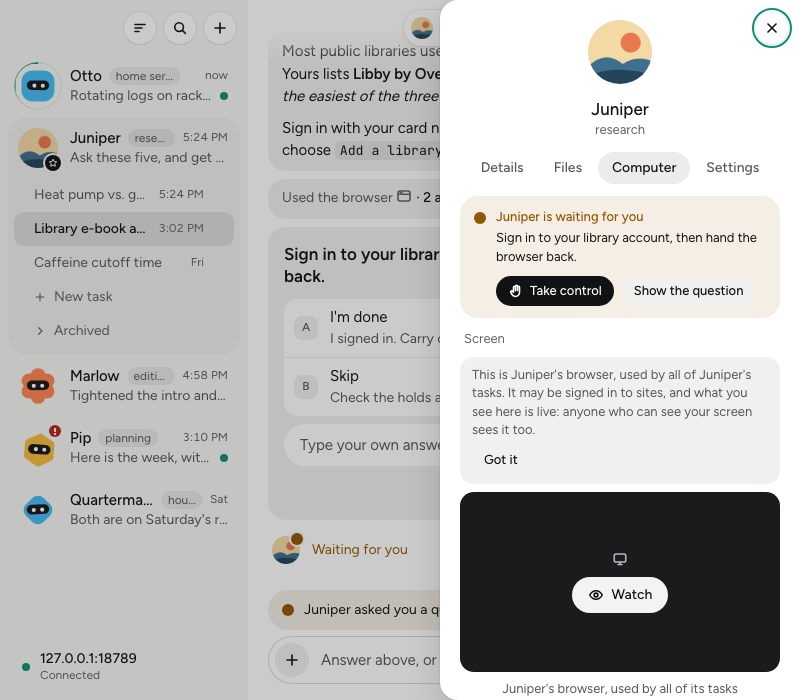 Otto
home ser...
now
Rotating logs on rack...
Juniper
rese...
5:24 PM
Ask these five, and get ...
Heat pump vs. g...
5:24 PM
Library e-book a...
3:02 PM
Caffeine cutoff time
Fri
New task
Archived
Marlow
editi...
4:58 PM
Tightened the intro and...
Pip
planning
3:10 PM
Here is the week, wit...
Quarterma...
hou...
Sat
Both are on Saturday's r...
127.0.0.1:18789
Connected
Most public libraries use
Yours lists Libby by Ove
the easiest of the three
Sign in with your card n
choose Add a library
Used the browser · 2 a
Sign in to your librar
back.
A
I'm done
I signed in. Carry
B
Skip
Check the holds a
Type your own answe
Waiting for you
Juniper asked you a q
Answer above, or
Juniper
research
Details
Files
Computer
Settings
Juniper is waiting for you
Sign in to your library account, then hand the
browser back.
Take control
Show the question
Screen
This is Juniper's browser, used by all of Juniper's
tasks. It may be signed in to sites, and what you
see here is live: anyone who can see your screen
sees it too.
Got it
Watch
Juniper's browser, used by all of its tasks